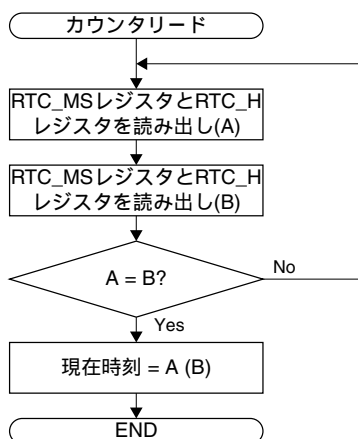 カウンタリード
RTC_MSレジスタとRTC_H
レジスタを読み出し(A)
RTC_MSレジスタとRTC_H
レジスタを読み出し(B)
A = B?
No
Yes
現在時刻 = A (B)
END